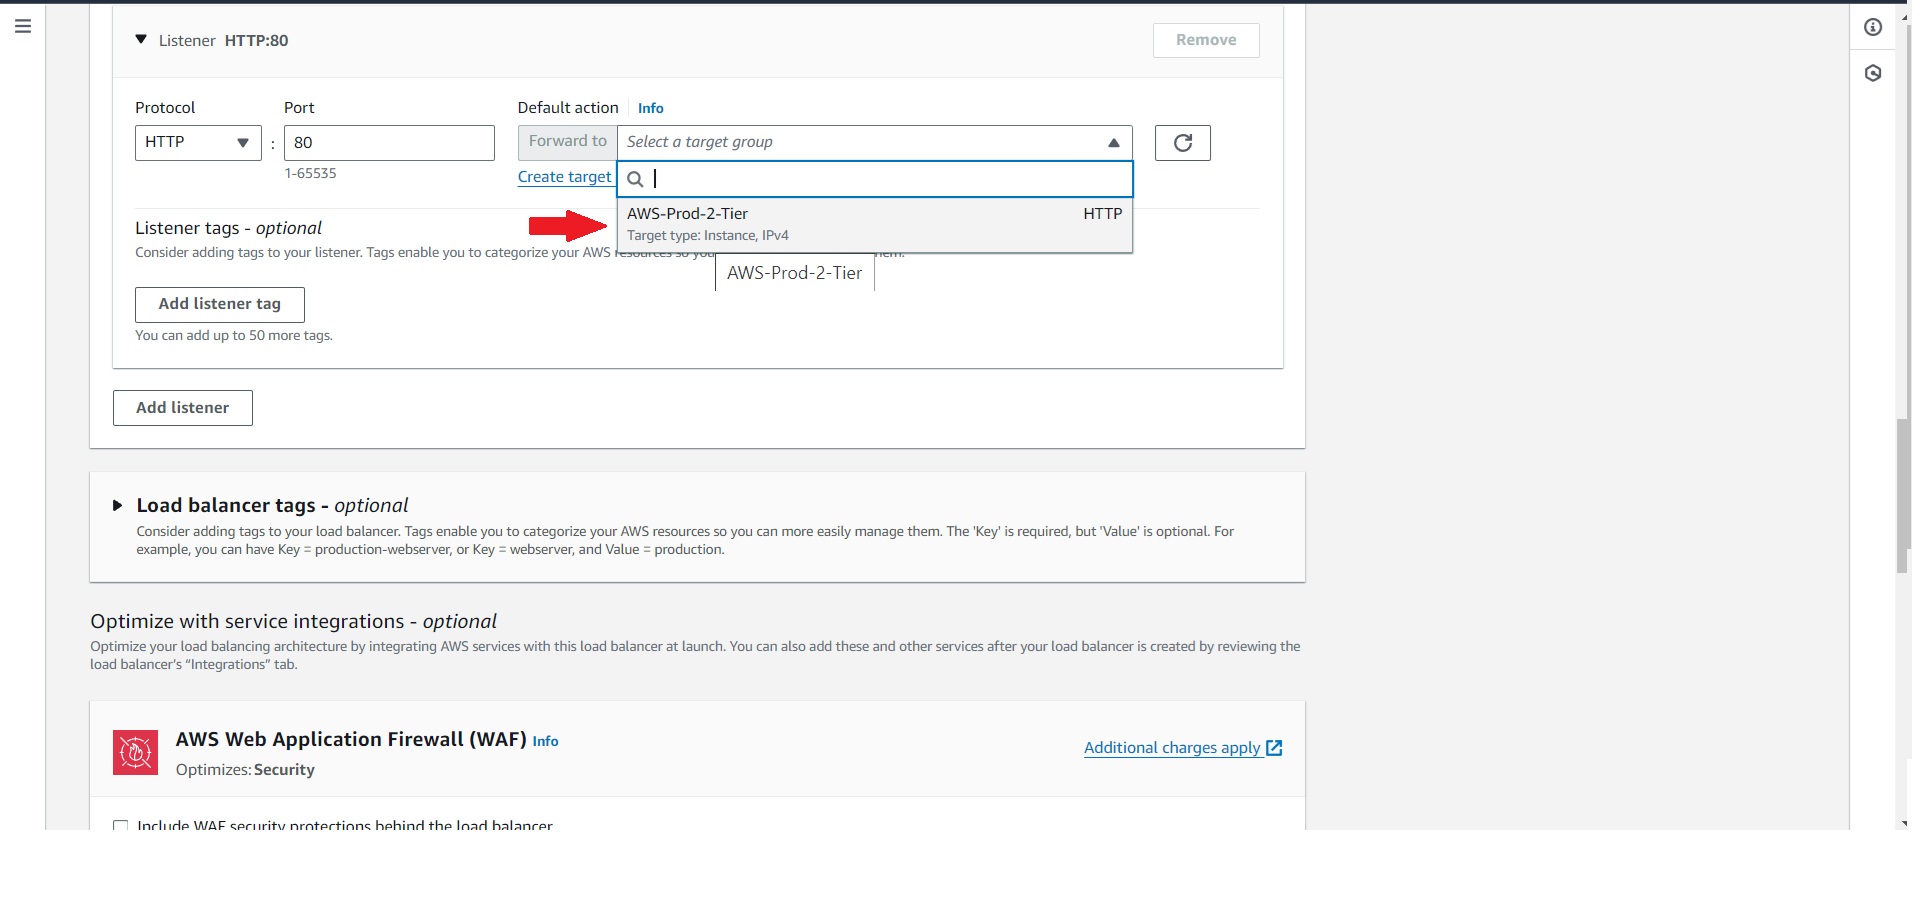 Listener HTTP:80
Remove
Protocol
Port
Default action
Info
HTTP
:
80
Forward to
Select a target group
1-65535
Create target
AWS-Prod-2-Tier
HTTP
Target type: Instance, IPv4
Listener tags - optional
Consider adding tags to your listener. Tags enable you to categorize your AWS resources so you
AWS-Prod-2-Tier
Add listener tag
You can add up to 50 more tags.
Add listener
Load balancer tags - optional
Consider adding tags to your load balancer. Tags enable you to categorize your AWS resources so you can more easily manage them. The 'Key' is required, but 'Value' is optional. For
example, you can have Key = production-webserver, or Key = webserver, and Value = production.
Optimize with service integrations - optional
Optimize your load balancing architecture by integrating AWS services with this load balancer at launch. You can also add these and other services after your load balancer is created by reviewing the
load balancer's “Integrations” tab.
AWS Web Application Firewall (WAF) Info
Optimizes: Security
Additional charges apply
Include WAF security protections behind the load balancer